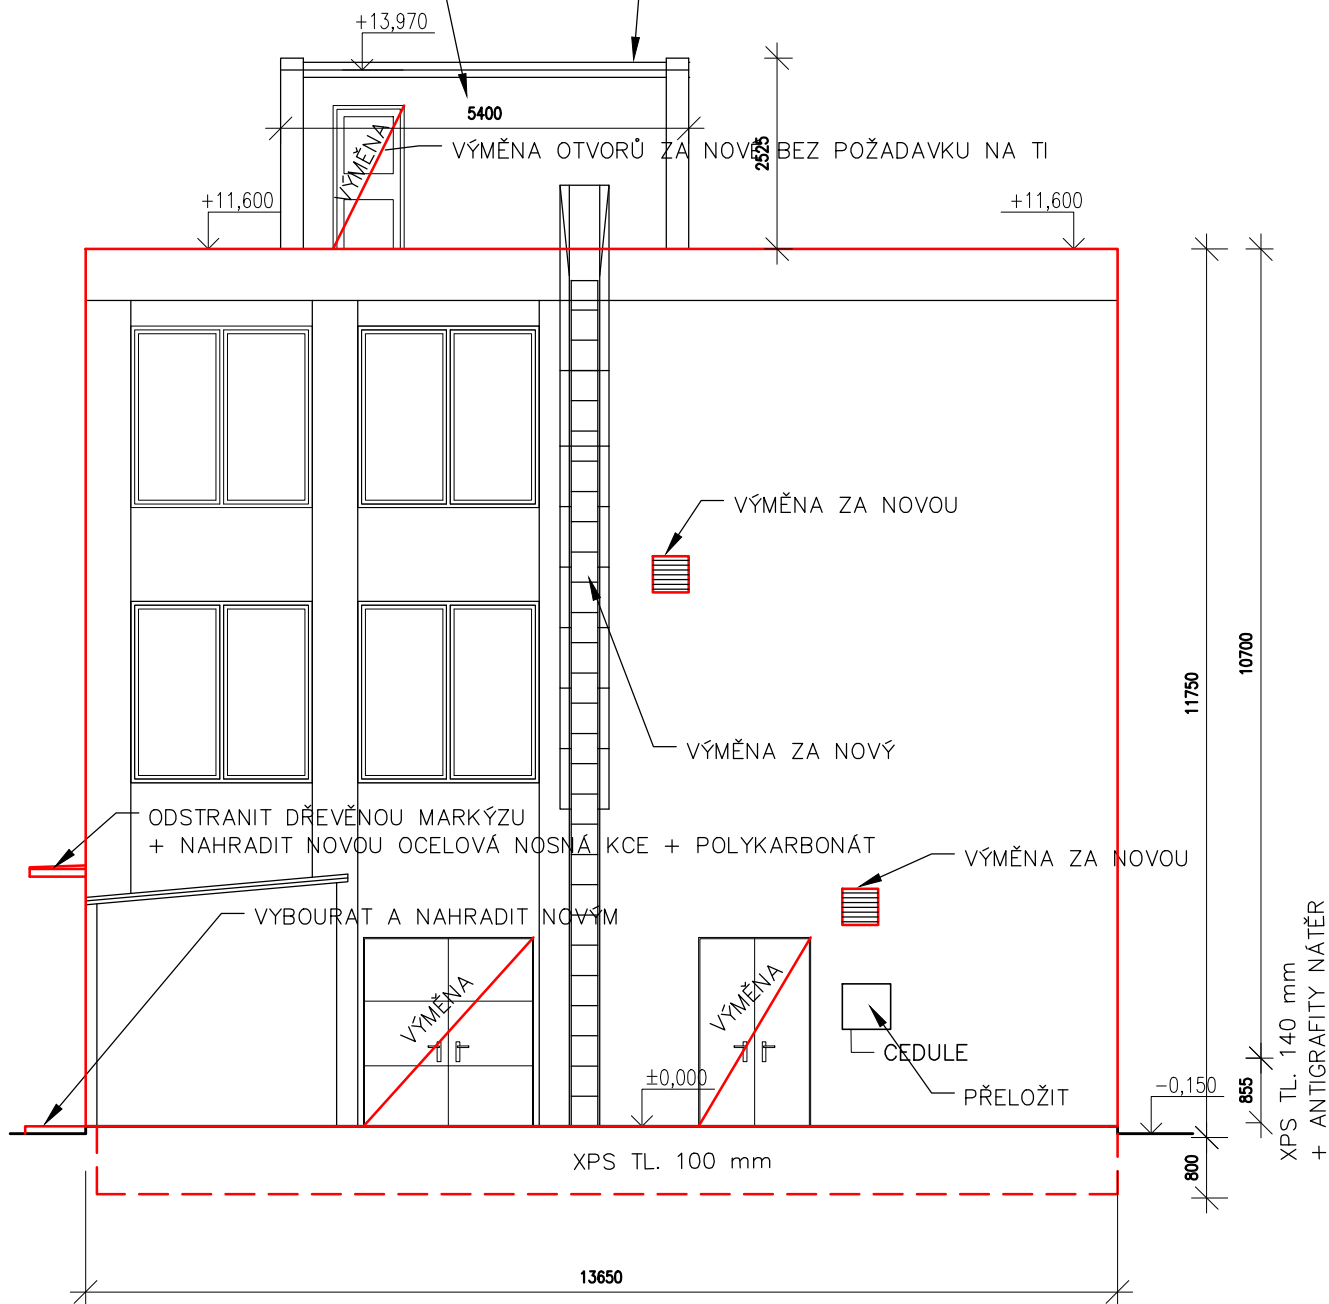 +13,970
5400
2525
VÝMĚNA
VÝMĚNA OTVORŮ ZA NOVÉ BEZ POŽADAVKU NA TI
+11,600
+11,600
VÝMĚNA ZA NOVOU
10700
11750
VÝMĚNA ZA NOVÝ
ODSTRANIT DŘEVĚNOU MARKÝZU
+ NAHRADIT NOVOU OCELOVÁ NOSNÁ KCE + POLYKARBONÁT
VÝMĚNA ZA NOVOU
VYBOURAT A NAHRADIT NOVÝM
VÝMĚNA
VÝMĚNA
CEDULE
PŘELOŽIT
±0,000
-0,150
855
XPS TL. 140 mm
+ ANTIGRAFITY NÁTĚR
XPS TL. 100 mm
800
13650